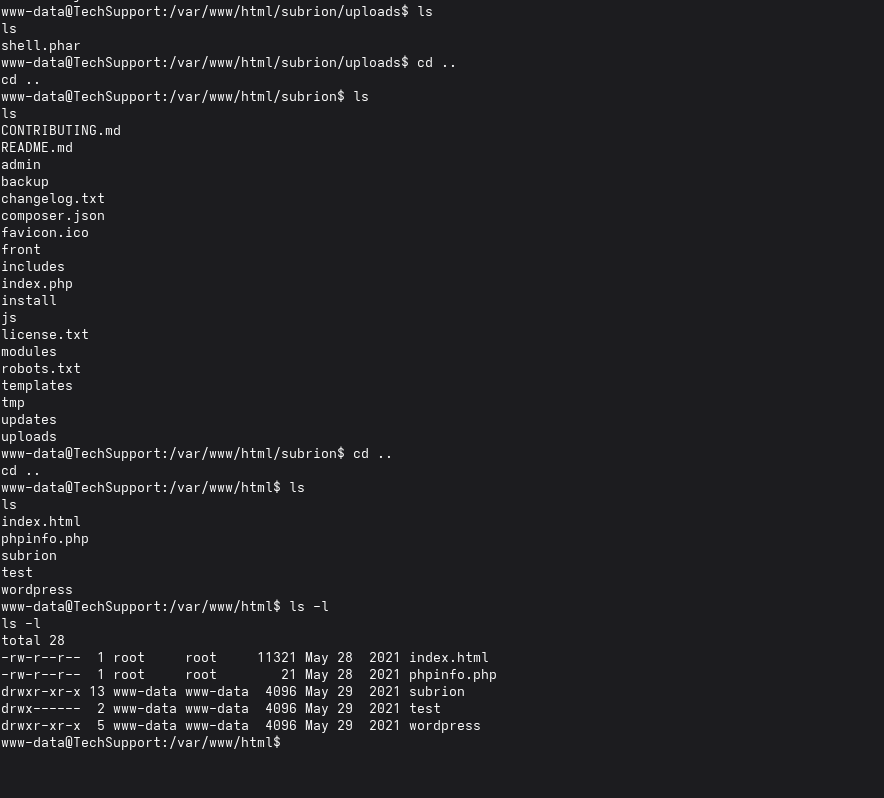 www-data@TechSupport:/var/www/html/subrion/uploads$ ls
ls
shell.phar
www-data@TechSupport:/var/www/html/subrion/uploads$ cd ..
cd ..
www-data@TechSupport:/var/www/html/subrion$ ls
ls
CONTRIBUTING.md
README.md
admin
backup
changelog.txt
composer.json
favicon.ico
front
includes
index.php
install
js
license.txt
modules
robots.txt
templates
tmp
updates
uploads
www-data@TechSupport:/var/www/html/subrion$ cd ..
cd ..
www-data@TechSupport:/var/www/html$ ls
ls
index.html
phpinfo.php
subrion
test
wordpress
www-data@TechSupport:/var/www/html$ ls -l
ls -l
total 28
-rw-r--r--  1 root     root     11321 May 28  2021 index.html
-rw-r--r--  1 root     root        21 May 28  2021 phpinfo.php
drwxr-xr-x 13 www-data www-data  4096 May 29  2021 subrion
drwx------  2 www-data www-data  4096 May 29  2021 test
drwxr-xr-x  5 www-data www-data  4096 May 29  2021 wordpress
www-data@TechSupport:/var/www/html$